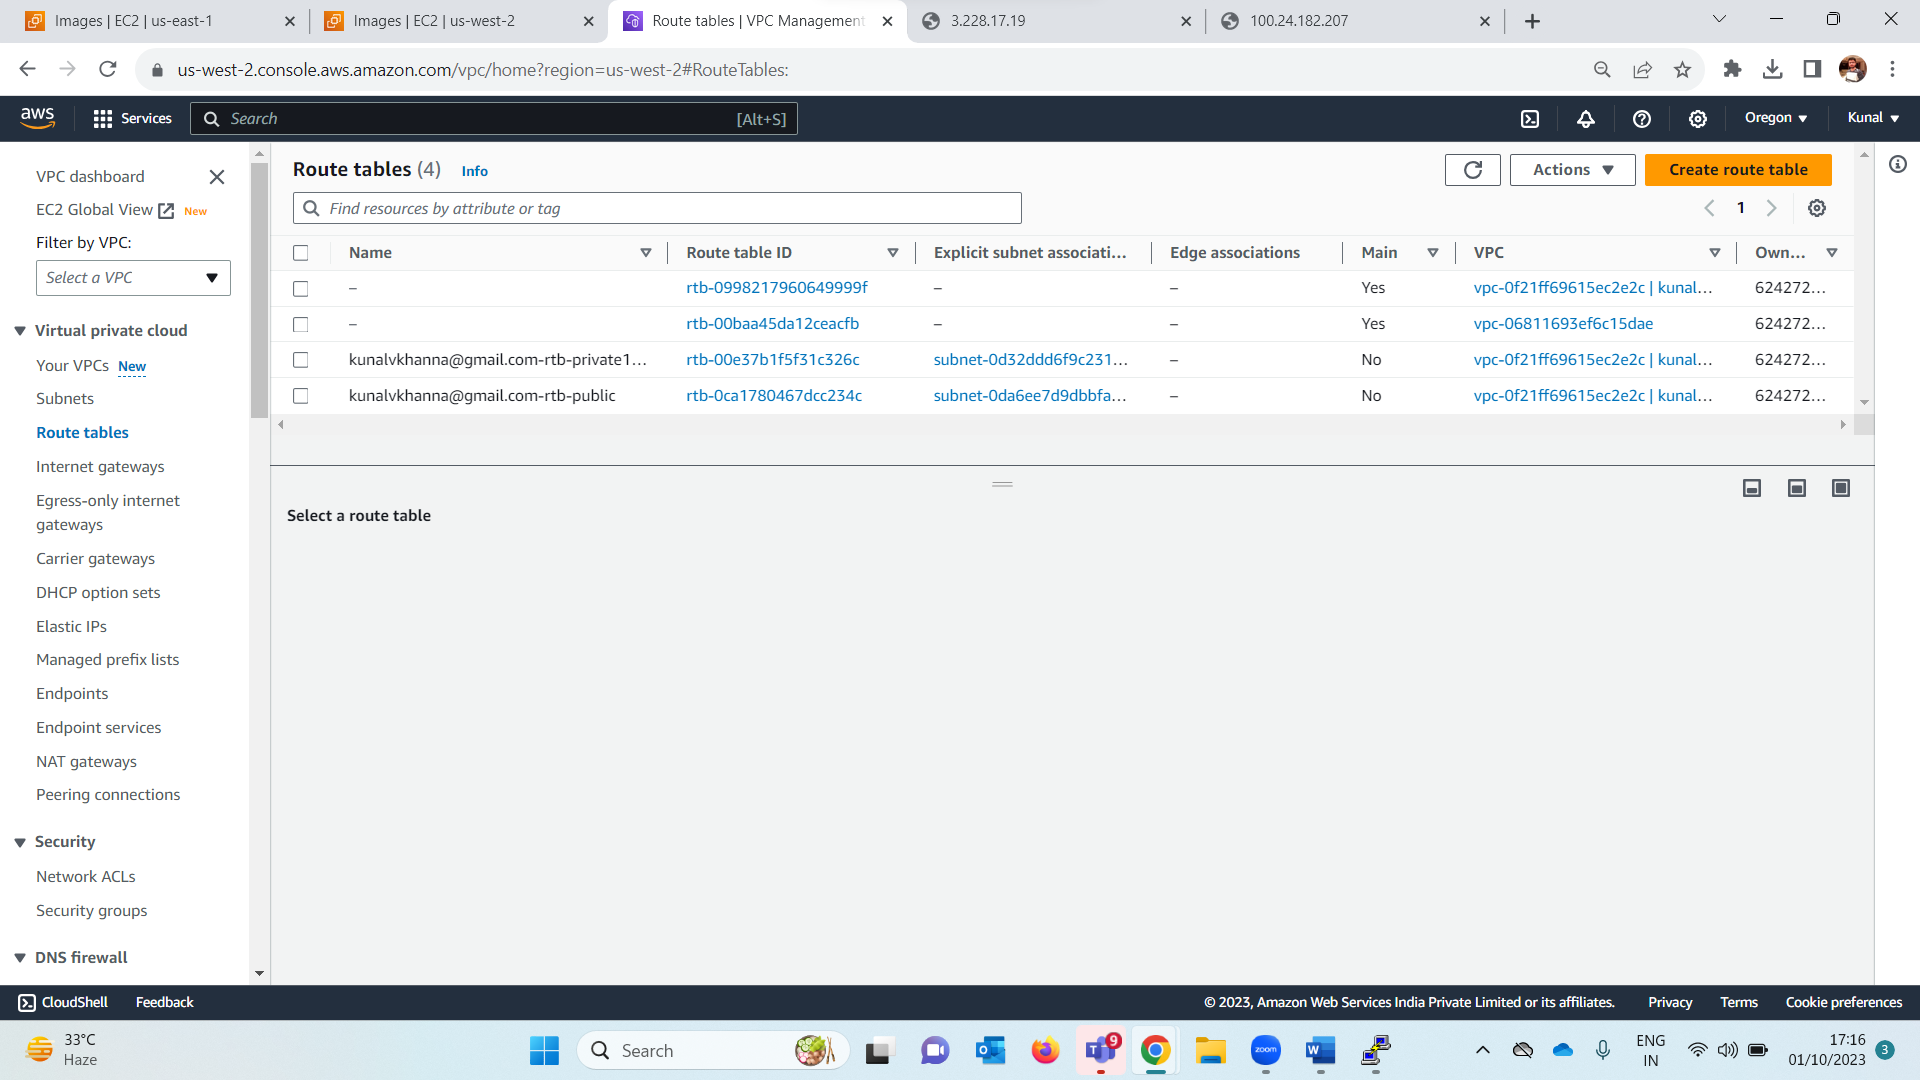 Images | EC2 | us-east-1
Images | EC2 | us-west-2
Route tables | VPC Management
3.228.17.19
100.24.182.207
us-west-2.console.aws.amazon.com/vpc/home?region=us-west-2#RouteTables:
aws
Services
Search
[Alt+S]
Oregon
Kunal
VPC dashboard
EC2 Global View
New
Filter by VPC:
Select a VPC
Virtual private cloud
Your VPCs New
Subnets
Route tables
Internet gateways
Egress-only internet
gateways
Carrier gateways
DHCP option sets
Elastic IPs
Managed prefix lists
Endpoints
Endpoint services
NAT gateways
Peering connections
Security
Network ACLs
Security groups
DNS firewall
Route tables (4) Info
Actions
Create route table
Find resources by attribute or tag
1
Name Route table ID Explicit subnet associati... Edge associations Main VPC Own...
– rtb-0998217960649999f – – Yes vpc-0f21ff69615ec2e2c | kunal... 624272...
– rtb-00baa45da12ceacfb – – Yes vpc-06811693ef6c15dae 624272...
kunalvkhanna@gmail.com-rtb-private1... rtb-00e37b1f5f31c326c subnet-0d32ddd6f9c231... – No vpc-0f21ff69615ec2e2c | kunal... 624272...
kunalvkhanna@gmail.com-rtb-public rtb-0ca1780467dcc234c subnet-0da6ee7d9dbbfa... – No vpc-0f21ff69615ec2e2c | kunal... 624272...
Select a route table
CloudShell
Feedback
© 2023, Amazon Web Services India Private Limited or its affiliates.
Privacy
Terms
Cookie preferences
33°C
Haze
Search
9
zoom
ENG
IN
17:16
01/10/2023
3